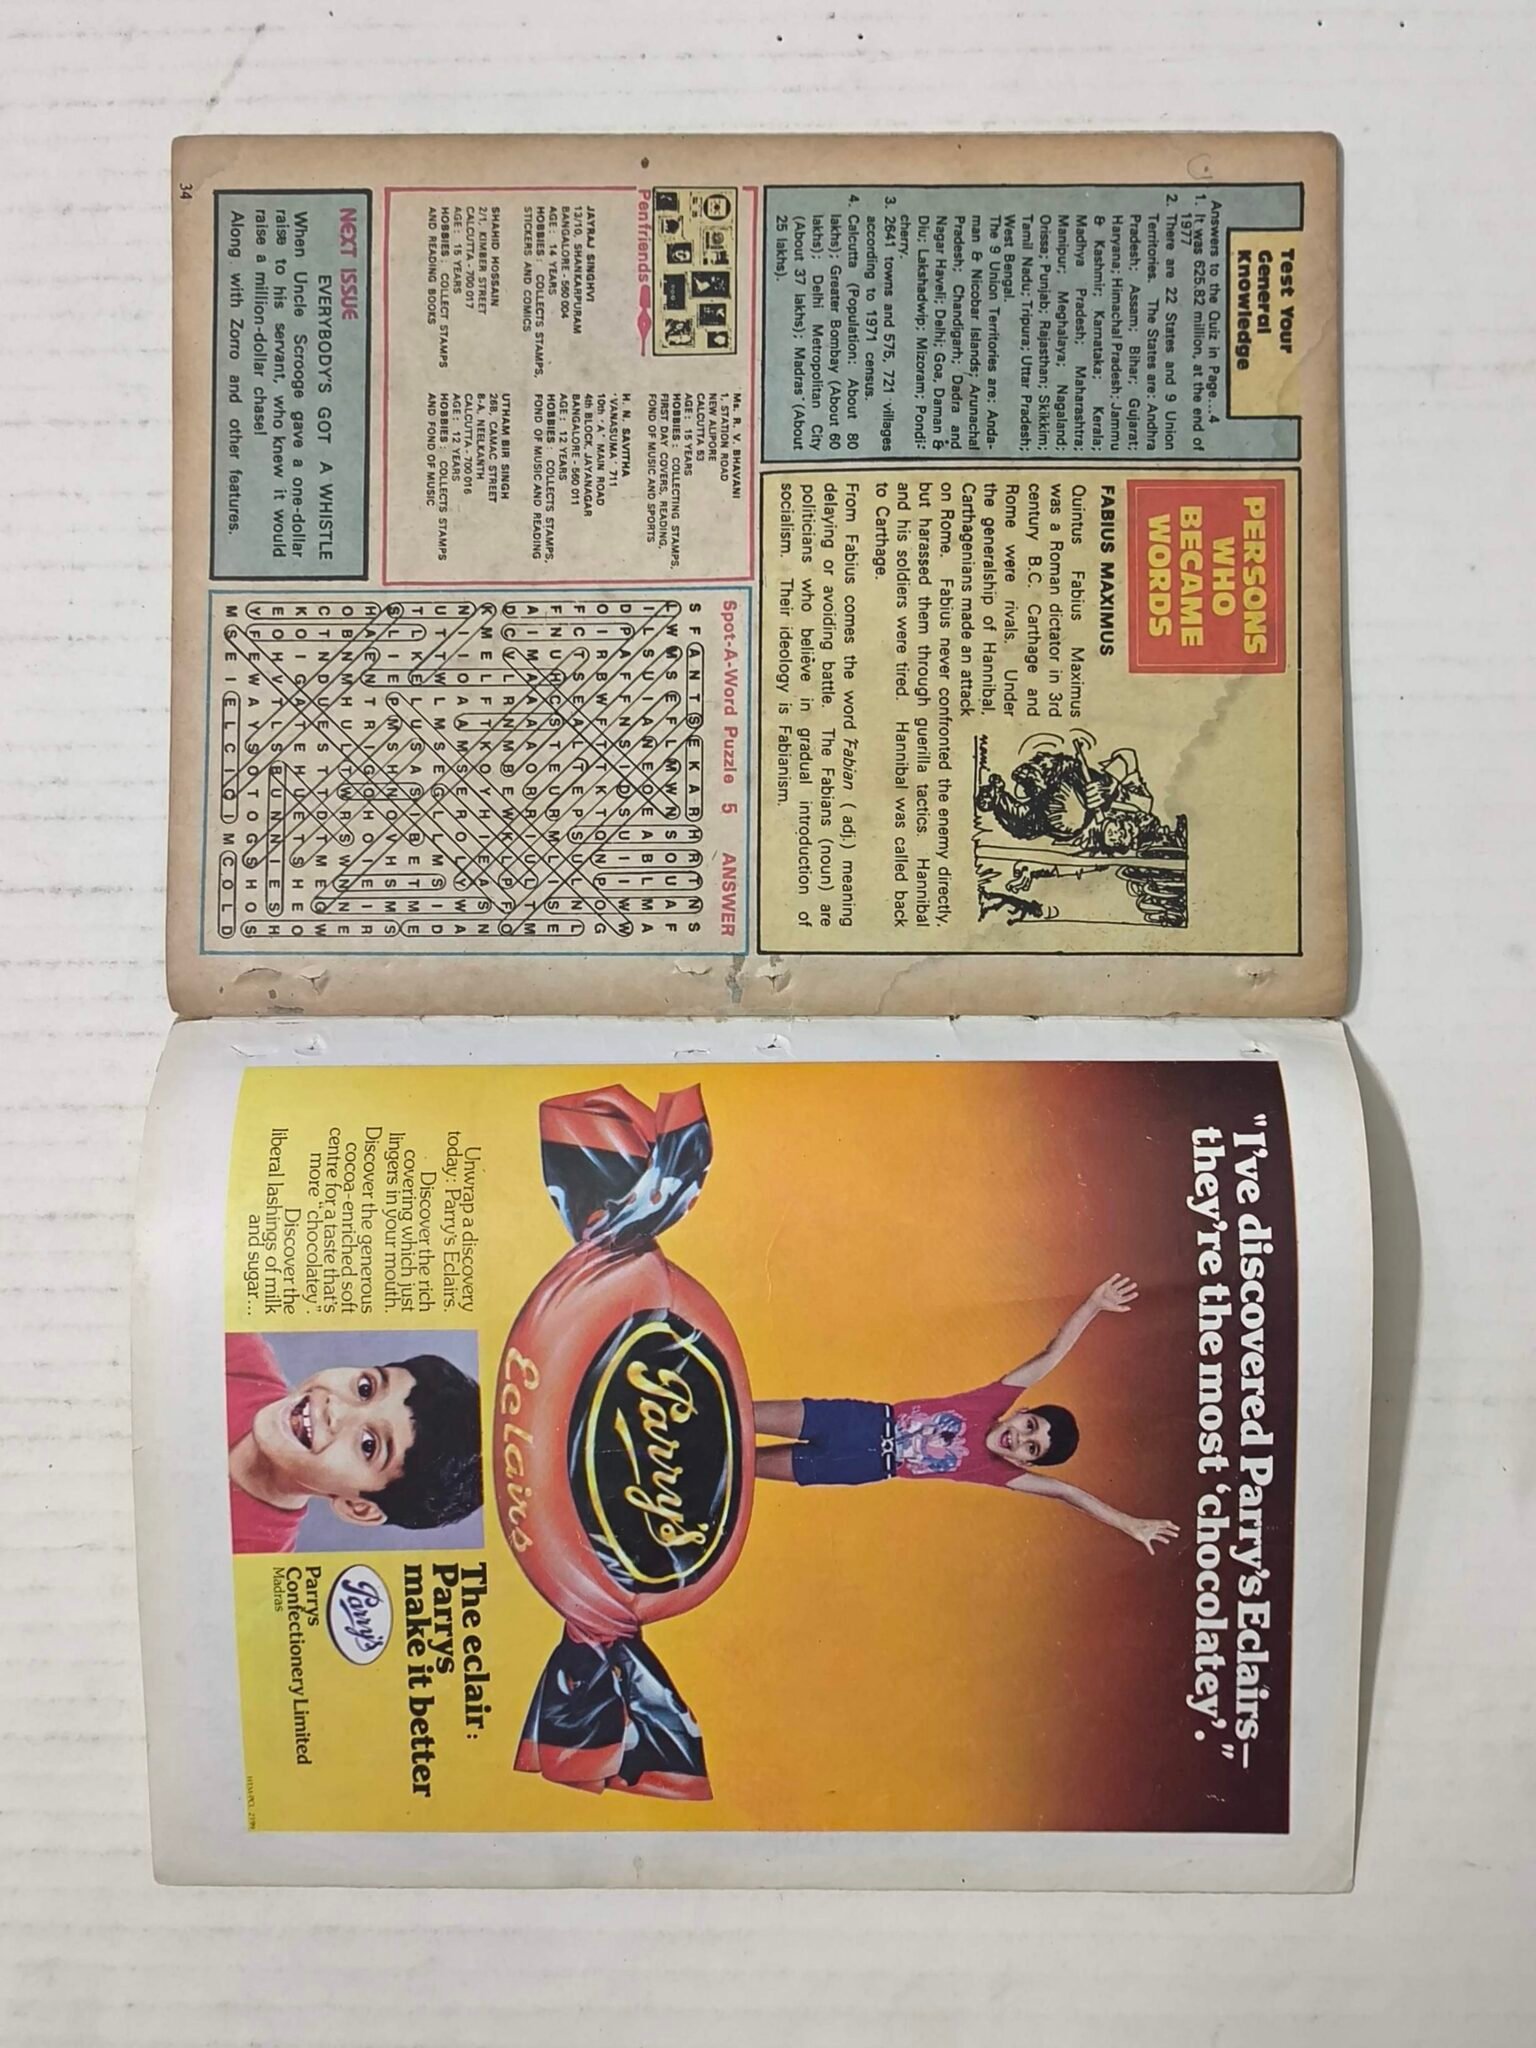 Test Your
General
Knowledge
Answers to the Quiz in Page...4
1. It was 625.82 million, at the end of
1977
2. There are 22 States and 9 Union
Territories. The States are: Andhra
Pradesh; Assam; Bihar; Gujarat;
Haryana; Himachal Pradesh; Jammu
& Kashmir; Karnataka; Kerala;
Madhya Pradesh; Maharashtra;
Manipur; Meghalaya; Nagaland;
Orissa; Punjab; Rajasthan; Skikkim;
Tamil Nadu; Tripura; Uttar Pradesh;
West Bengal.
The 9 Union Territories are: Anda-
man & Nicobar Islands; Arunachal
Pradesh; Chandigarh; Dadra and
Nagar Haveli; Delhi; Goa, Daman &
Diu; Lakshadwip; Mizoram; Pondi-
cherry.
3. 2641 towns and 575, 721 villages
according to 1971 census.
4. Calcutta (Population: About 80
lakhs); Greater Bombay (About 60
lakhs); Delhi Metropolitan City
(About 37 lakhs); Madras (About
25 lakhs).
PERSONS
WHO
BECAME
WORDS
FABIUS MAXIMUS
Quintus Fabius Maximus
was a Roman dictator in 3rd
century B.C. Carthage and
Rome were rivals. Under
the generalship of Hannibal,
Carthagenians made an attack
on Rome. Fabius never confronted the enemy directly,
but harassed them through guerilla tactics. Hannibal
and his soldiers were tired. Hannibal was called back
to Carthage.
From Fabius comes the word Fabian ( adj.) meaning
delaying or avoiding battle. The Fabians (noun) are
politicians who believe in gradual introduction of
socialism. Their ideology is Fabianism.
Penfriends
JAYRAJ SINGHVI
13/10, SHANKARPURAM
BANGALORE - 560 004
AGE : 14 YEARS
HOBBIES : COLLECTS STAMPS,
STICKERS AND COMICS
SHAHID HOSSAIN
2/1, KIMBER STREET
CALCUTTA - 700 017
AGE : 15 YEARS
HOBBIES : COLLECT STAMPS
AND READING BOOKS
Ms. R. V. BHAVANI
1. STATION ROAD
NEW ALIPORE
CALCUTTA 53
AGE : 15 YEARS
HOBBIES : COLLECTING STAMPS,
FIRST DAY COVERS, READING,
FOND OF MUSIC AND SPORTS
H. N. SAVITHA
'VANASUMA' 711
10th 'A' MAIN ROAD
4th BLOCK, JAYANAGAR
BANGALORE - 560 011
AGE : 12 YEARS
HOBBIES : COLLECTS STAMPS,
FOND OF MUSIC AND READING
UTHAM BIR SINGH
26B, CAMAC STREET
8-A, NEELKANTH
CALCUTTA - 700 016
AGE : 12 YEARS
HOBBIES : COLLECTS STAMPS
AND FOND OF MUSIC
NEXT ISSUE
EVERYBODY'S GOT A WHISTLE
When Uncle Scrooge gave a one-dollar
raise to his servant, who knew it would
raise a million-dollar chase!
Along with Zorro and other features.
34
Spot-A-Word Puzzle 5 ANSWER
"I've discovered Parry's Eclairs—
they're the most 'chocolatey'."
Parry's
Eclairs
Unwrap a discovery
today: Parry's Eclairs.
Discover the rich
covering which just
lingers in your mouth.
Discover the generous
cocoa-enriched soft
centre for a taste that's
more "chocolatey".
Discover the
liberal lashings of milk
and sugar...
The eclair:
Parrys
make it better
Parry's
Parrys
Confectionery Limited
Madras